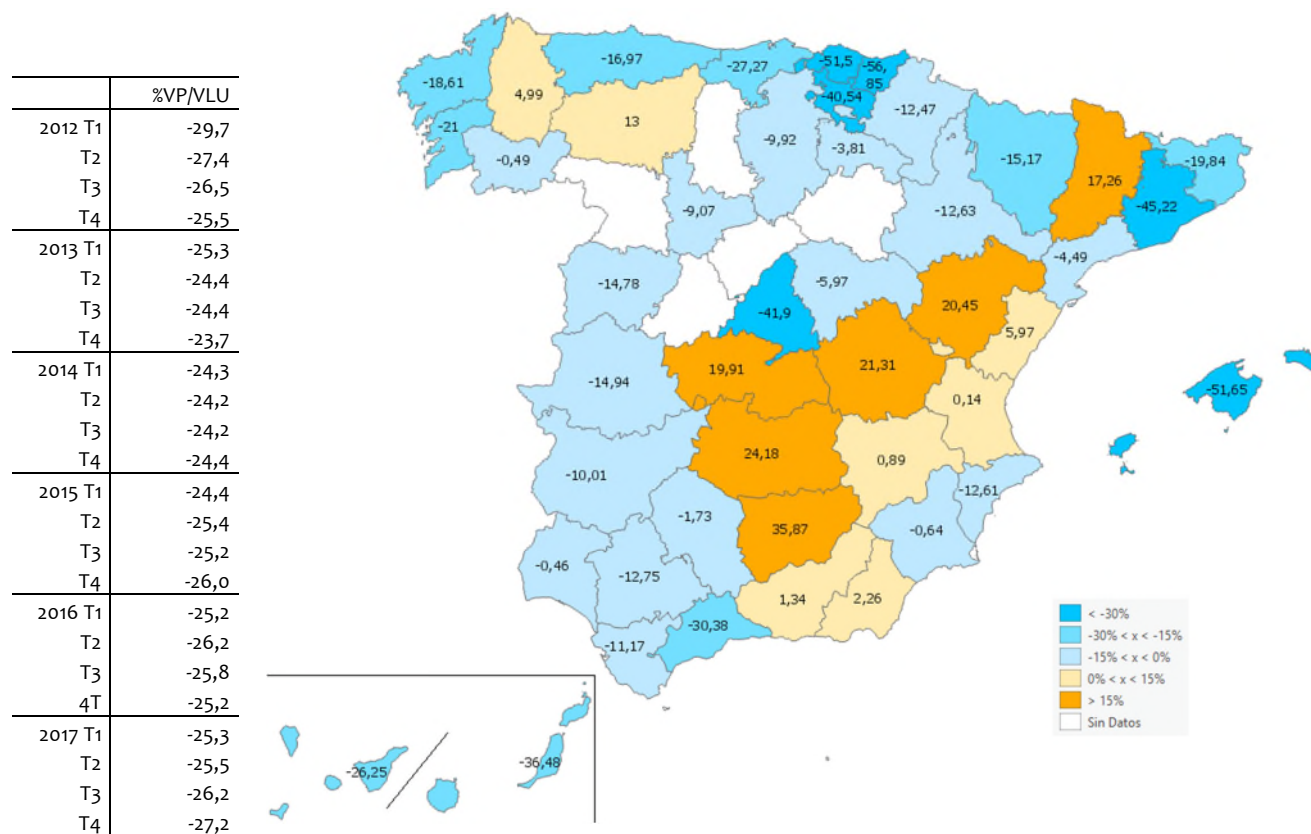 %VP/VLU
2012 T1 -29,7
T2 -27,4
T3 -26,5
T4 -25,5
2013 T1 -25,3
T2 -24,4
T3 -24,4
T4 -23,7
2014 T1 -24,3
T2 -24,2
T3 -24,2
T4 -24,4
2015 T1 -24,4
T2 -25,4
T3 -25,2
T4 -26,0
2016 T1 -25,2
T2 -26,2
T3 -25,8
4T -25,2
2017 T1 -25,3
T2 -25,5
T3 -26,2
T4 -27,2
-18,61
4,99
-16,97
-27,27
-51,5
-56,
85
-40,54
-12,47
-21
-0,49
13
-9,92
-3,81
-15,17
17,26
-19,84
-45,22
-9,07
-12,63
-4,49
-14,78
-41,9
-5,97
20,45
5,97
-14,94
19,91
21,31
0,14
-51,65
-10,01
24,18
0,89
-12,61
-1,73
35,87
-0,64
-0,46
-12,75
1,34
2,26
-30,38
-11,17
-26,25
-36,48
< -30%
-30% < x < -15%
-15% < x < 0%
0% < x < 15%
> 15%
Sin Datos